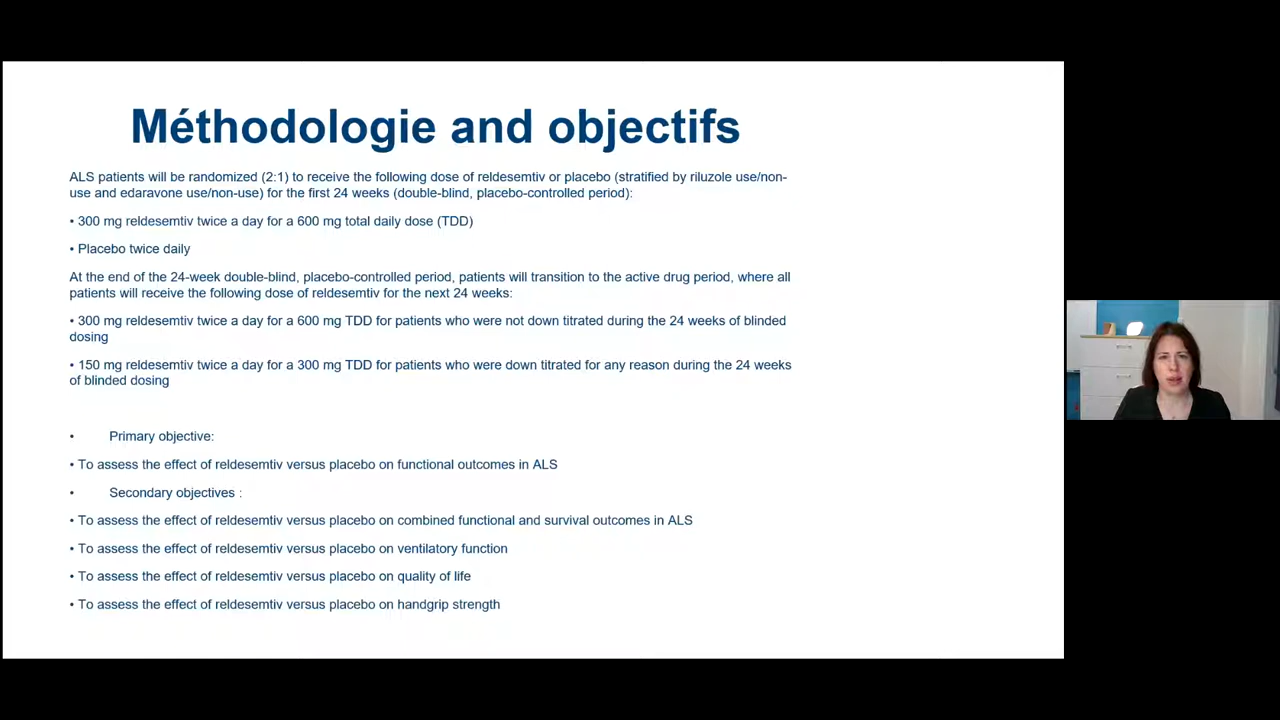 Méthodologie and objectifs
ALS patients will be randomized (2:1) to receive the following dose of reldesemtiv or placebo (stratified by riluzole use/non-
use and edaravone use/non-use) for the first 24 weeks (double-blind, placebo-controlled period):
• 300 mg reldesemtiv twice a day for a 600 mg total daily dose (TDD)
• Placebo twice daily
At the end of the 24-week double-blind, placebo-controlled period, patients will transition to the active drug period, where all
patients will receive the following dose of reldesemtiv for the next 24 weeks:
• 300 mg reldesemtiv twice a day for a 600 mg TDD for patients who were not down titrated during the 24 weeks of blinded
dosing
• 150 mg reldesemtiv twice a day for a 300 mg TDD for patients who were down titrated for any reason during the 24 weeks
of blinded dosing
• Primary objective:
• To assess the effect of reldesemtiv versus placebo on functional outcomes in ALS
• Secondary objectives :
• To assess the effect of reldesemtiv versus placebo on combined functional and survival outcomes in ALS
• To assess the effect of reldesemtiv versus placebo on ventilatory function
• To assess the effect of reldesemtiv versus placebo on quality of life
• To assess the effect of reldesemtiv versus placebo on handgrip strength